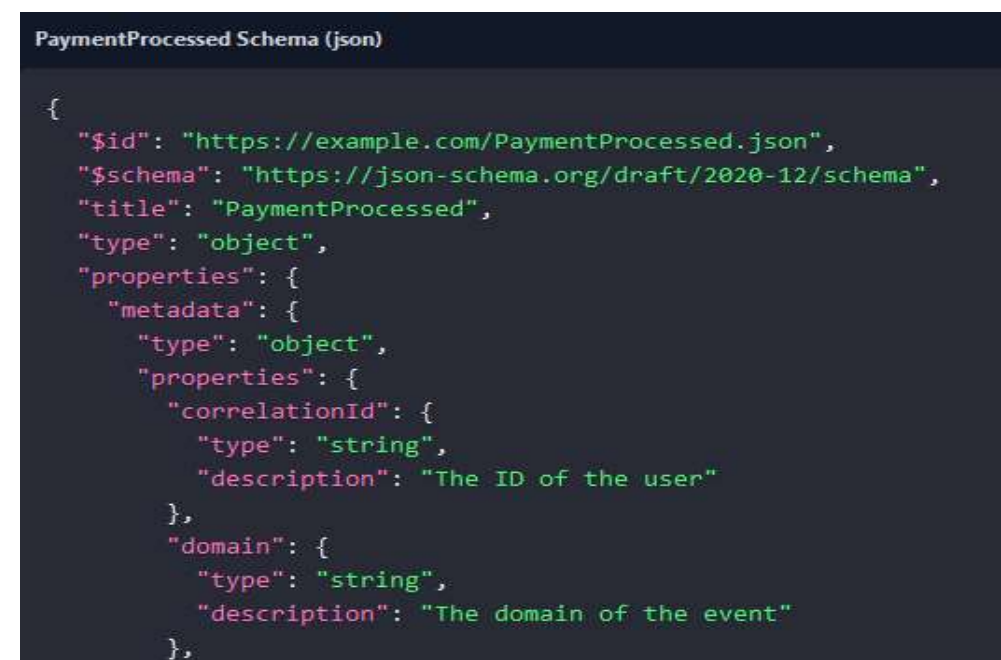 PaymentProcessed Schema (json)
{
"$id": "https://example.com/PaymentProcessed.json",
"$schema": "https://json-schema.org/draft/2020-12/schema",
"title": "PaymentProcessed",
"type": "object",
"properties": {
"metadata": {
"type": "object",
"properties": {
"correlationId": {
"type": "string",
"description": "The ID of the user"
},
"domain": {
"type": "string",
"description": "The domain of the event"
},